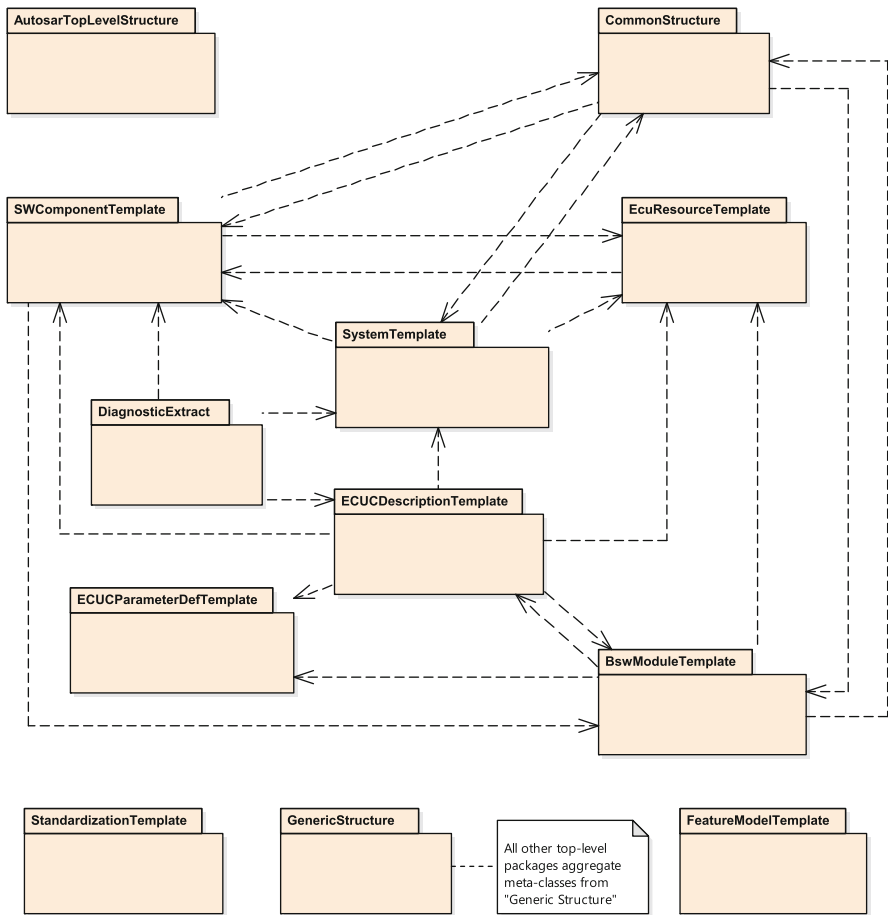 AutosarTopLevelStructure
CommonStructure
SWComponentTemplate
EcuResourceTemplate
SystemTemplate
DiagnosticExtract
ECUCDescriptionTemplate
ECUCParameterDefTemplate
BswModuleTemplate
StandardizationTemplate
GenericStructure
All other top-level
packages aggregate
meta-classes from
"Generic Structure"
FeatureModelTemplate